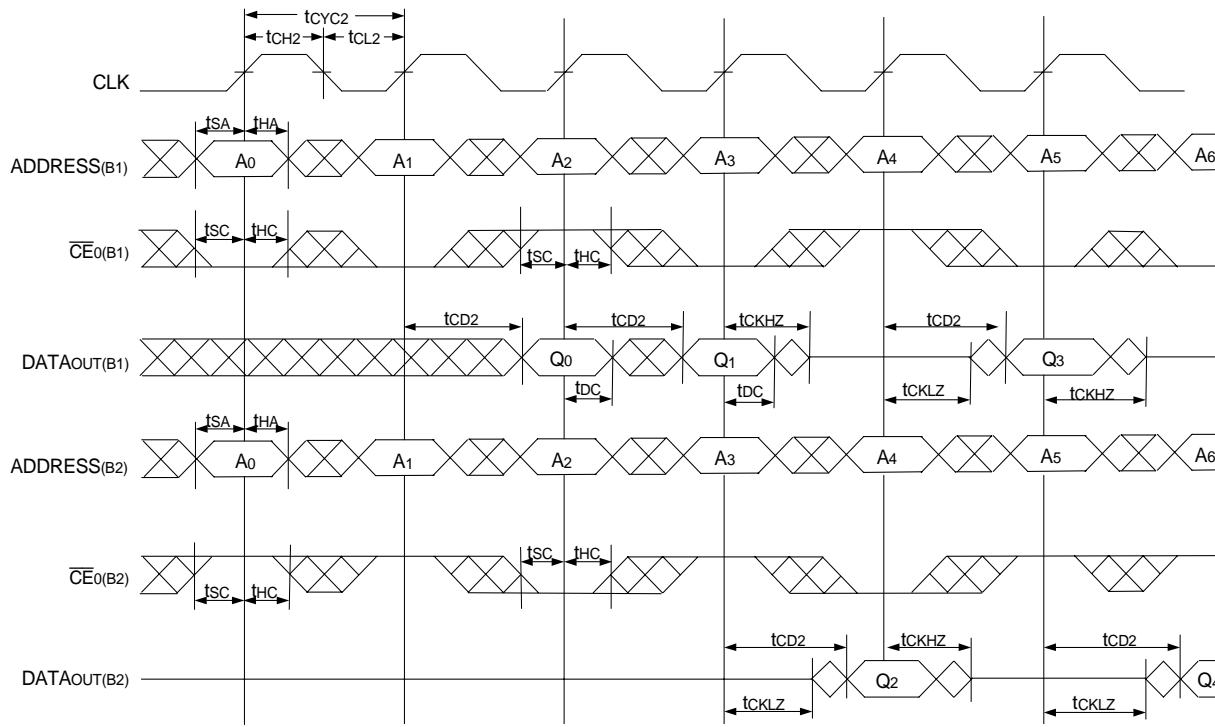 tCYC2
tCH2 tCL2
CLK
tSA tHA
ADDRESS(B1) A0 A1 A2 A3 A4 A5 A6
tSC tHC
CE0(B1)
tSC tHC
tCD2 tCD2 tCKHZ tCD2
DATAOUT(B1) Q0 Q1 Q3
tDC tDC tCKLZ tCKHZ
tSA tHA
ADDRESS(B2) A0 A1 A2 A3 A4 A5 A6
tSC tHC
CE0(B2)
tSC tHC
tCD2 tCKHZ tCD2
DATAOUT(B2) Q2 Q4
tCKLZ tCKLZ